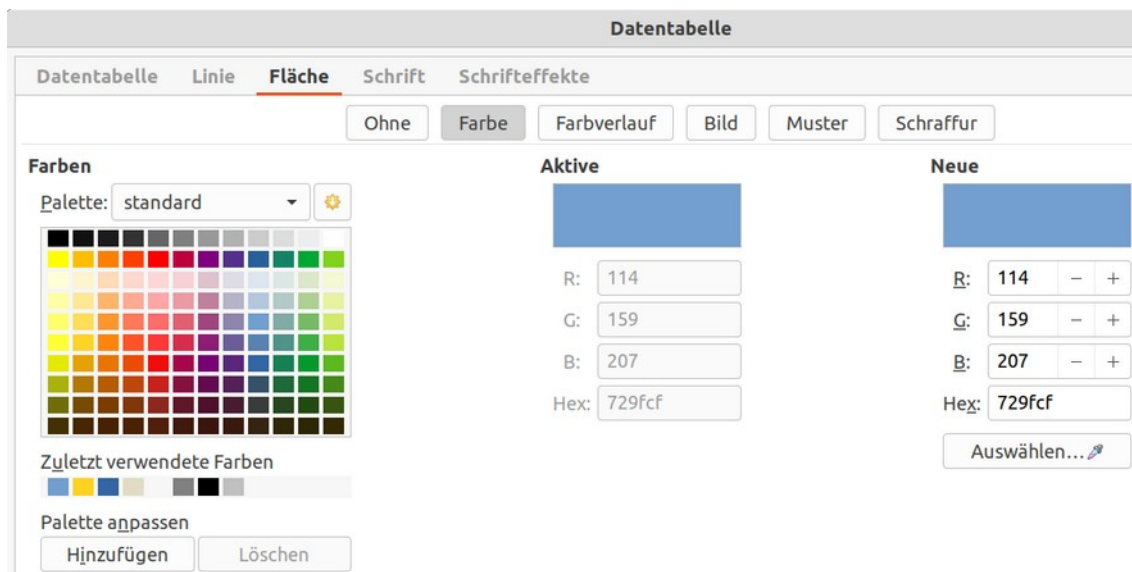 Datentabelle
Datentabelle Linie Fläche Schrift Schrifteffekte
Ohne Farbe Farbverlauf Bild Muster Schraffur
Farben
Palette: standard
Zuletzt verwendete Farben
Palette anpassen
Hinzufügen Löschen
Aktive
R: 114
G: 159
B: 207
Hex: 729fcf
Neue
R: 114 − +
G: 159 − +
B: 207 − +
Hex: 729fcf
Auswählen...